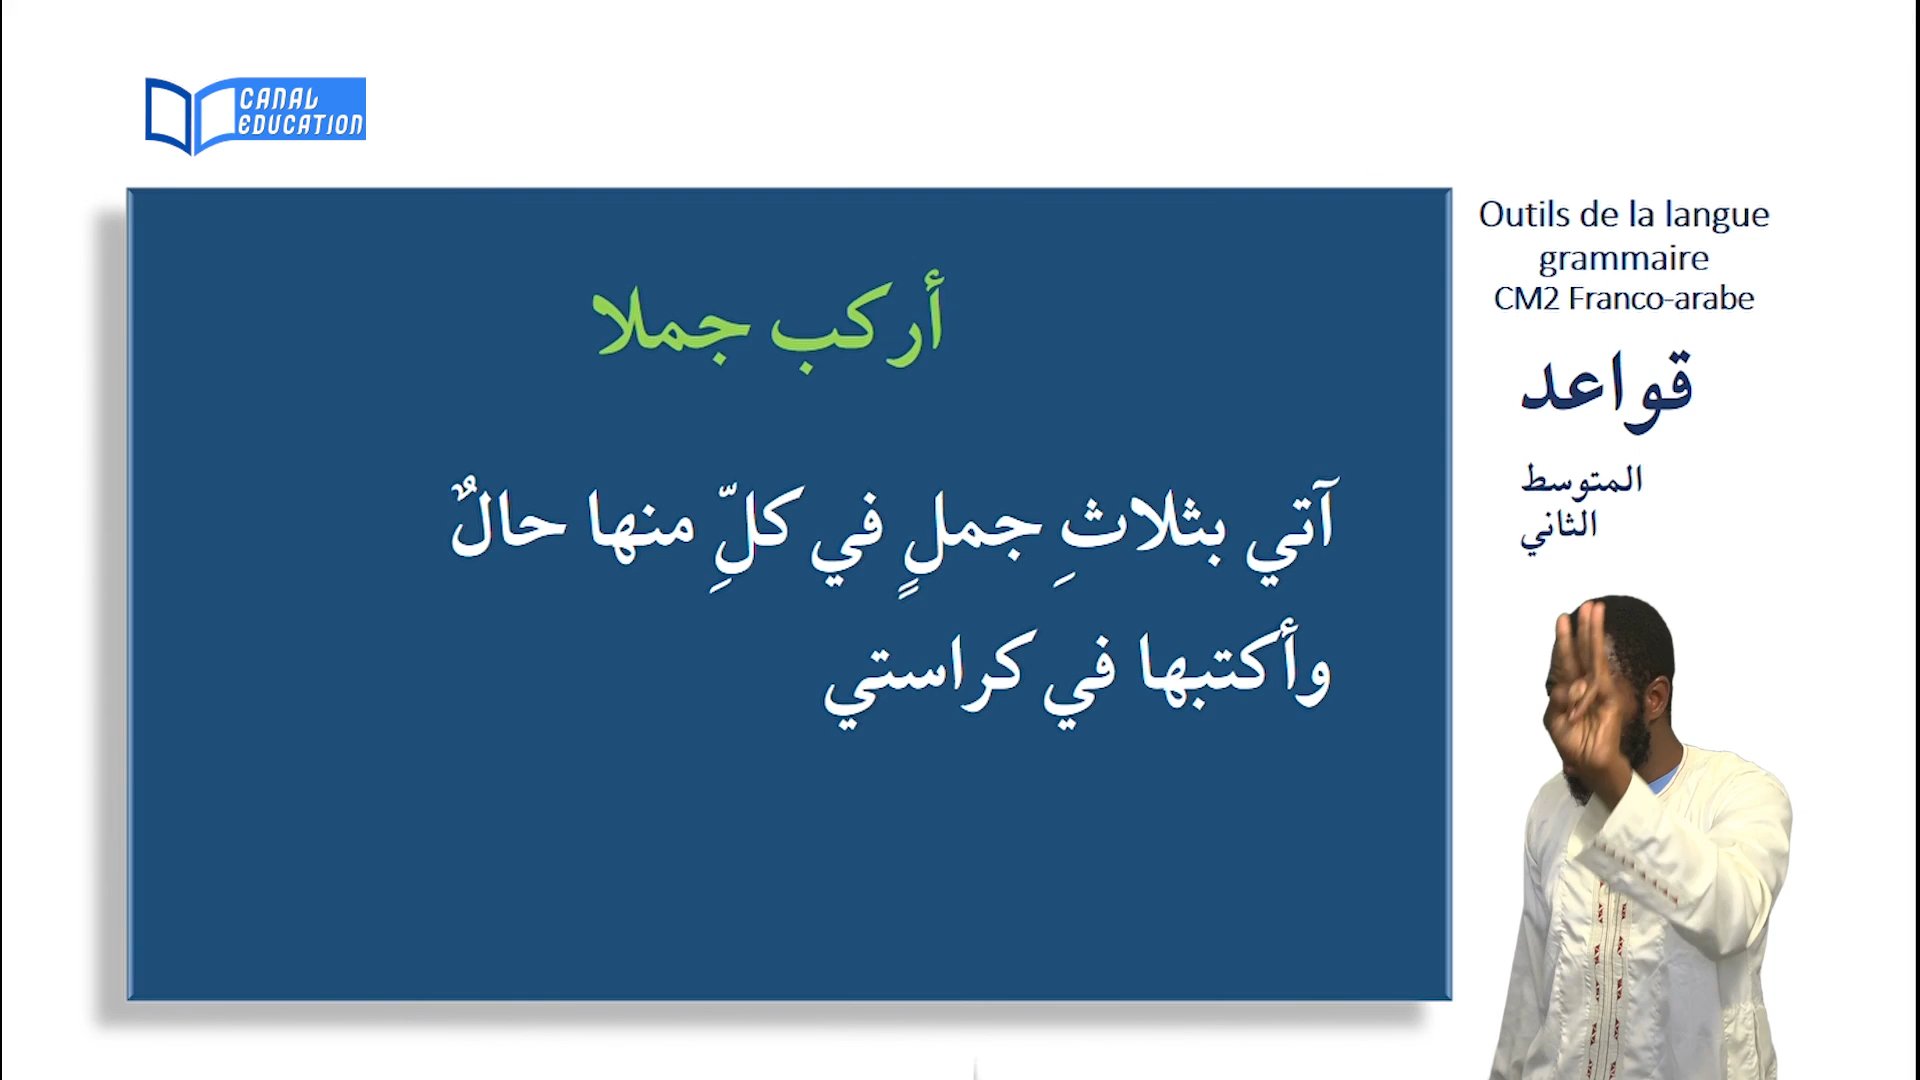 CANAL
EDUCATION
أركب جملا
آتي بثلاثِ جملٍ في كلِّ منها حالٌ
وأكتبها في كراستي
Outils de la langue
grammaire
CM2 Franco-arabe
قواعد
المتوسط
الثاني